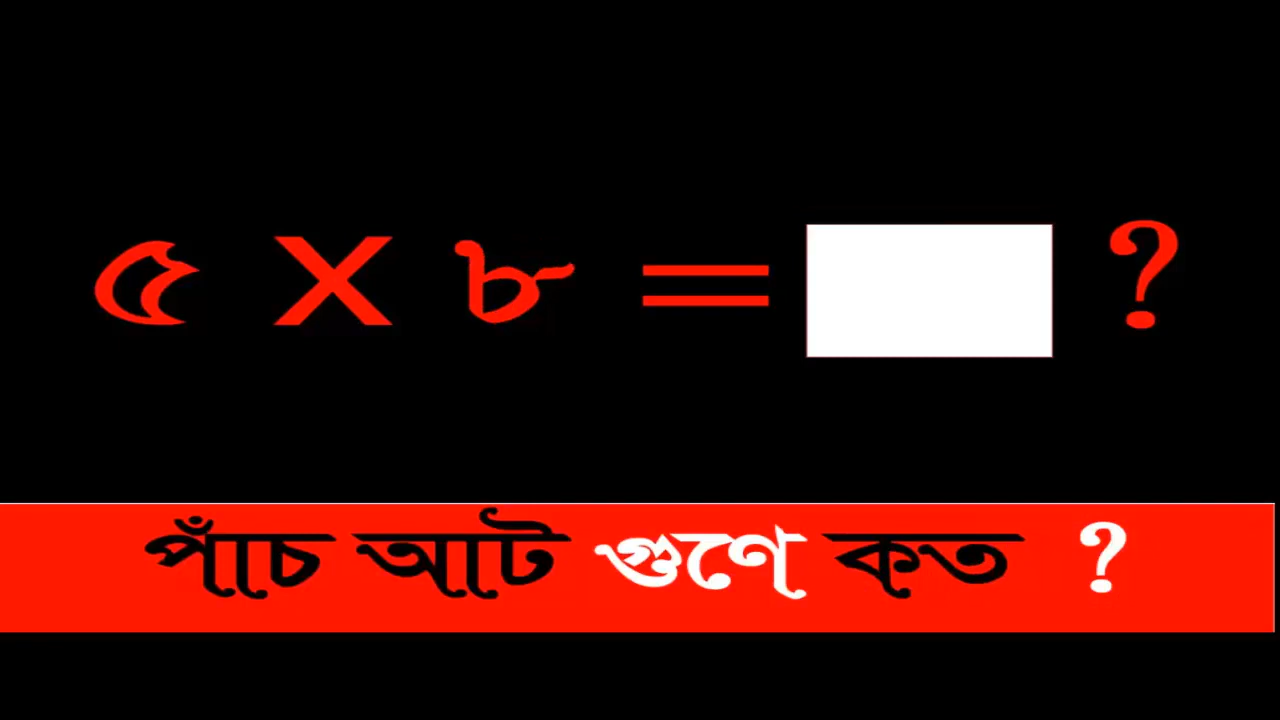 ৫ X ৮ = ?
পাঁচ আট গুণে কত ?